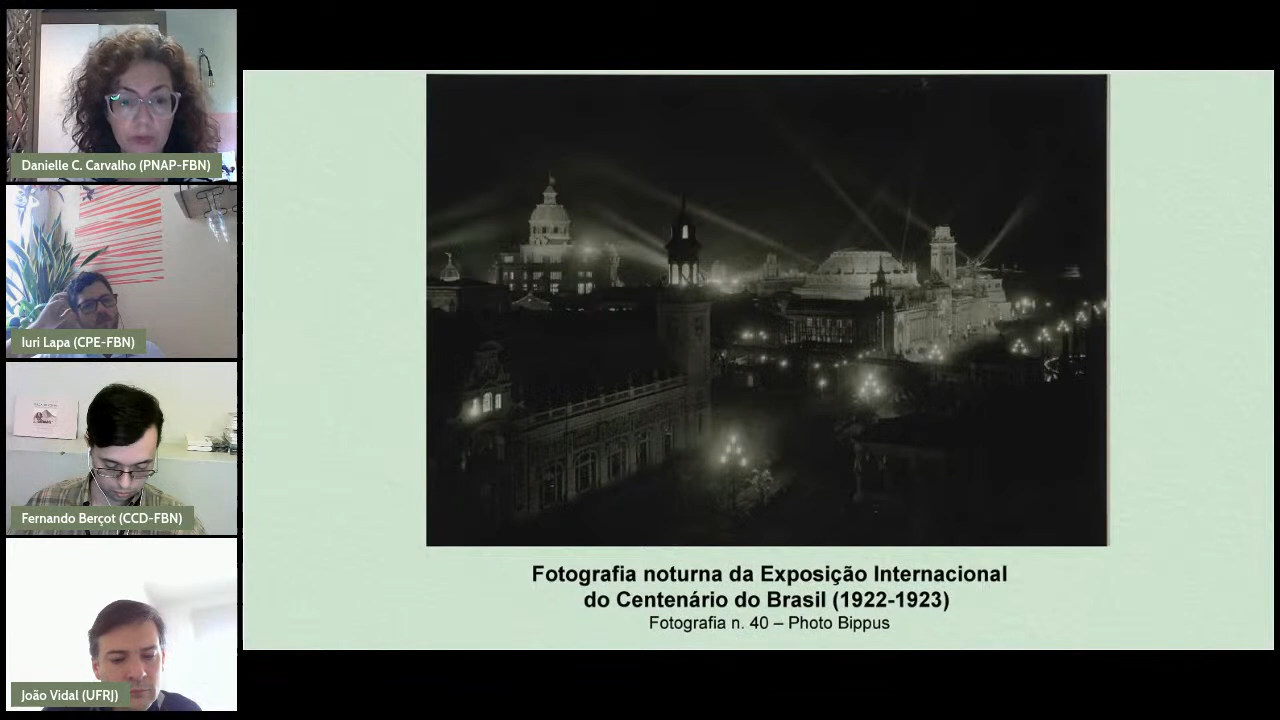 Danielle C. Carvalho (PNAP-FBN)
Iuri Lapa (CPE-FBN)
Fernando Berçot (CCD-FBN)
João Vidal (UFRJ)
Fotografia noturna da Exposição Internacional
do Centenário do Brasil (1922-1923)
Fotografia n. 40 – Photo Bippus